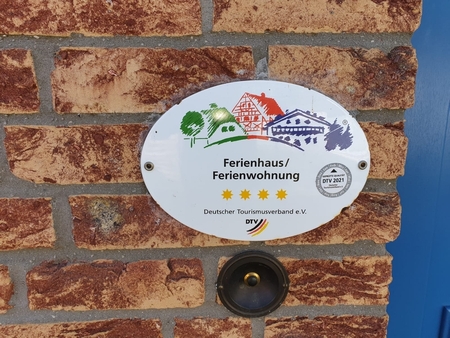 Ferienhaus/
Ferienwohnung
DTV 2021
Deutscher Tourismusverband e.V.
DTV